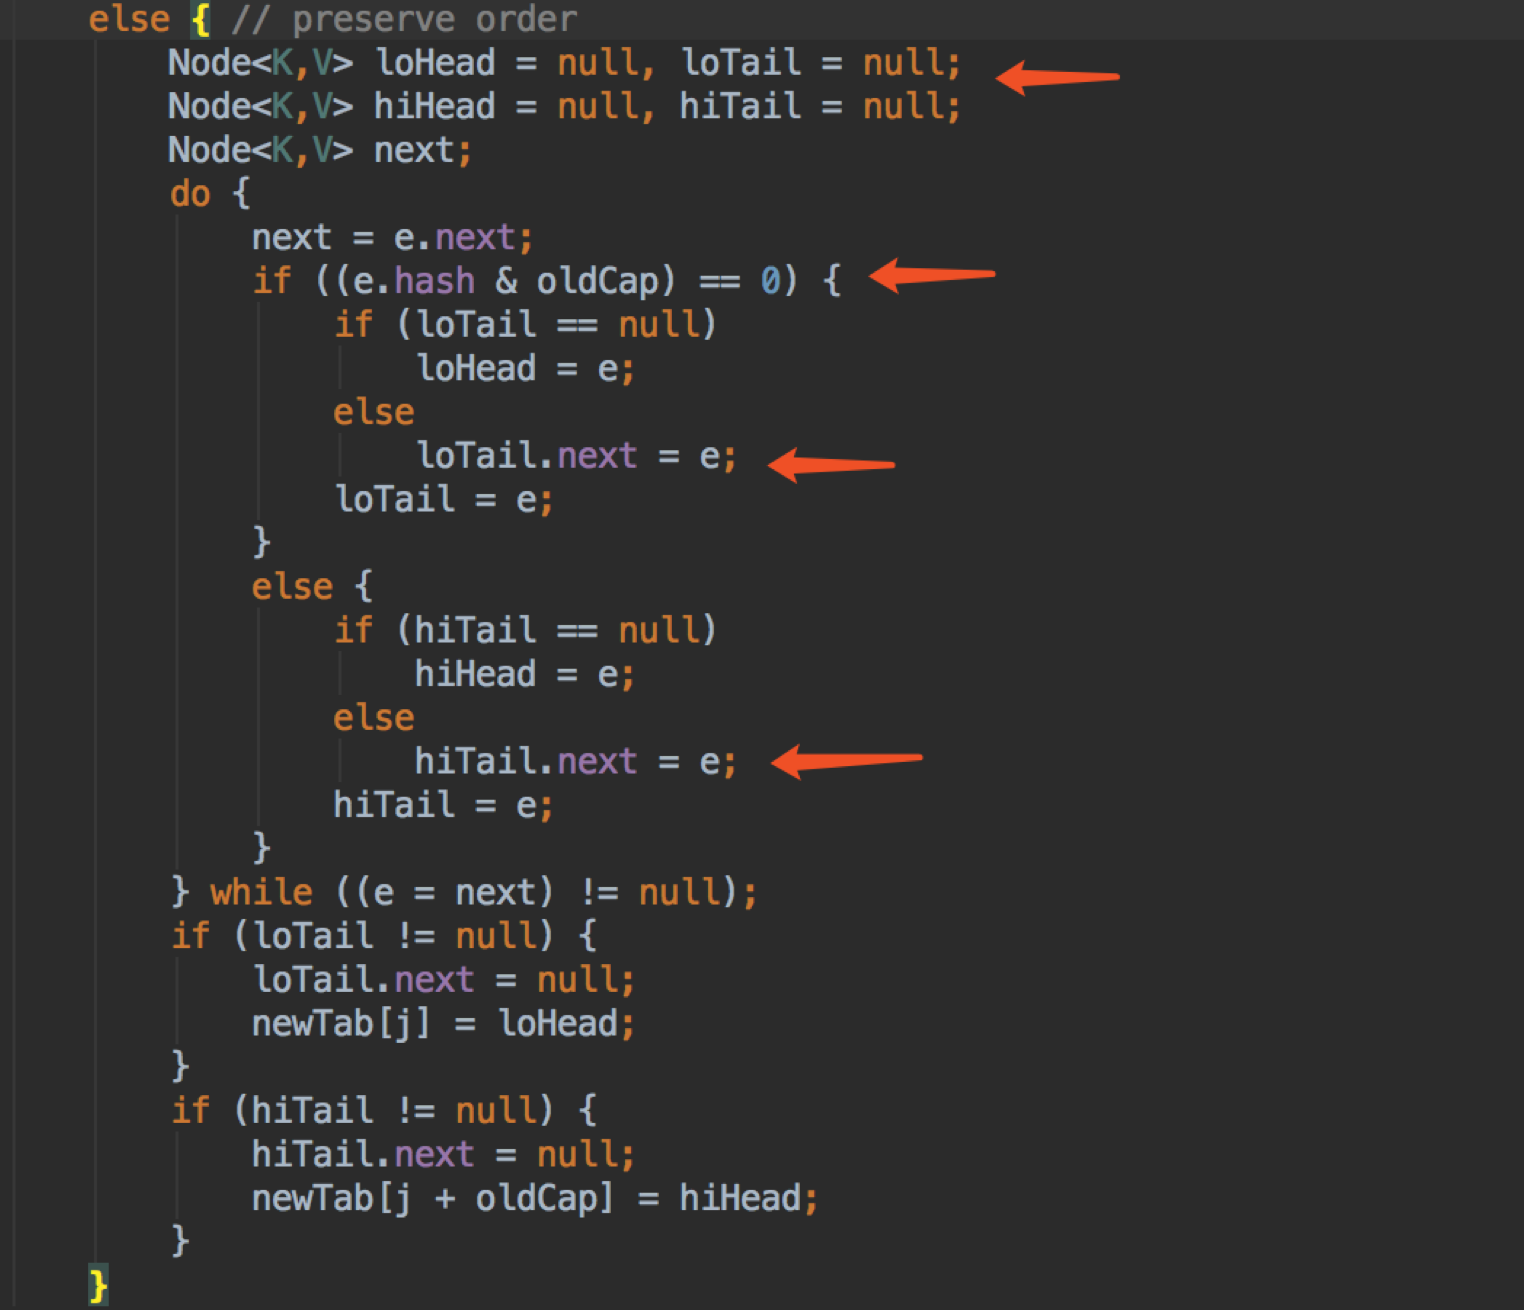 else { // preserve order
Node<K,V> loHead = null, loTail = null;
Node<K,V> hiHead = null, hiTail = null;
Node<K,V> next;
do {
next = e.next;
if ((e.hash & oldCap) == 0) {
if (loTail == null)
loHead = e;
else
loTail.next = e;
loTail = e;
}
else {
if (hiTail == null)
hiHead = e;
else
hiTail.next = e;
hiTail = e;
}
} while ((e = next) != null);
if (loTail != null) {
loTail.next = null;
newTab[j] = loHead;
}
if (hiTail != null) {
hiTail.next = null;
newTab[j + oldCap] = hiHead;
}
}